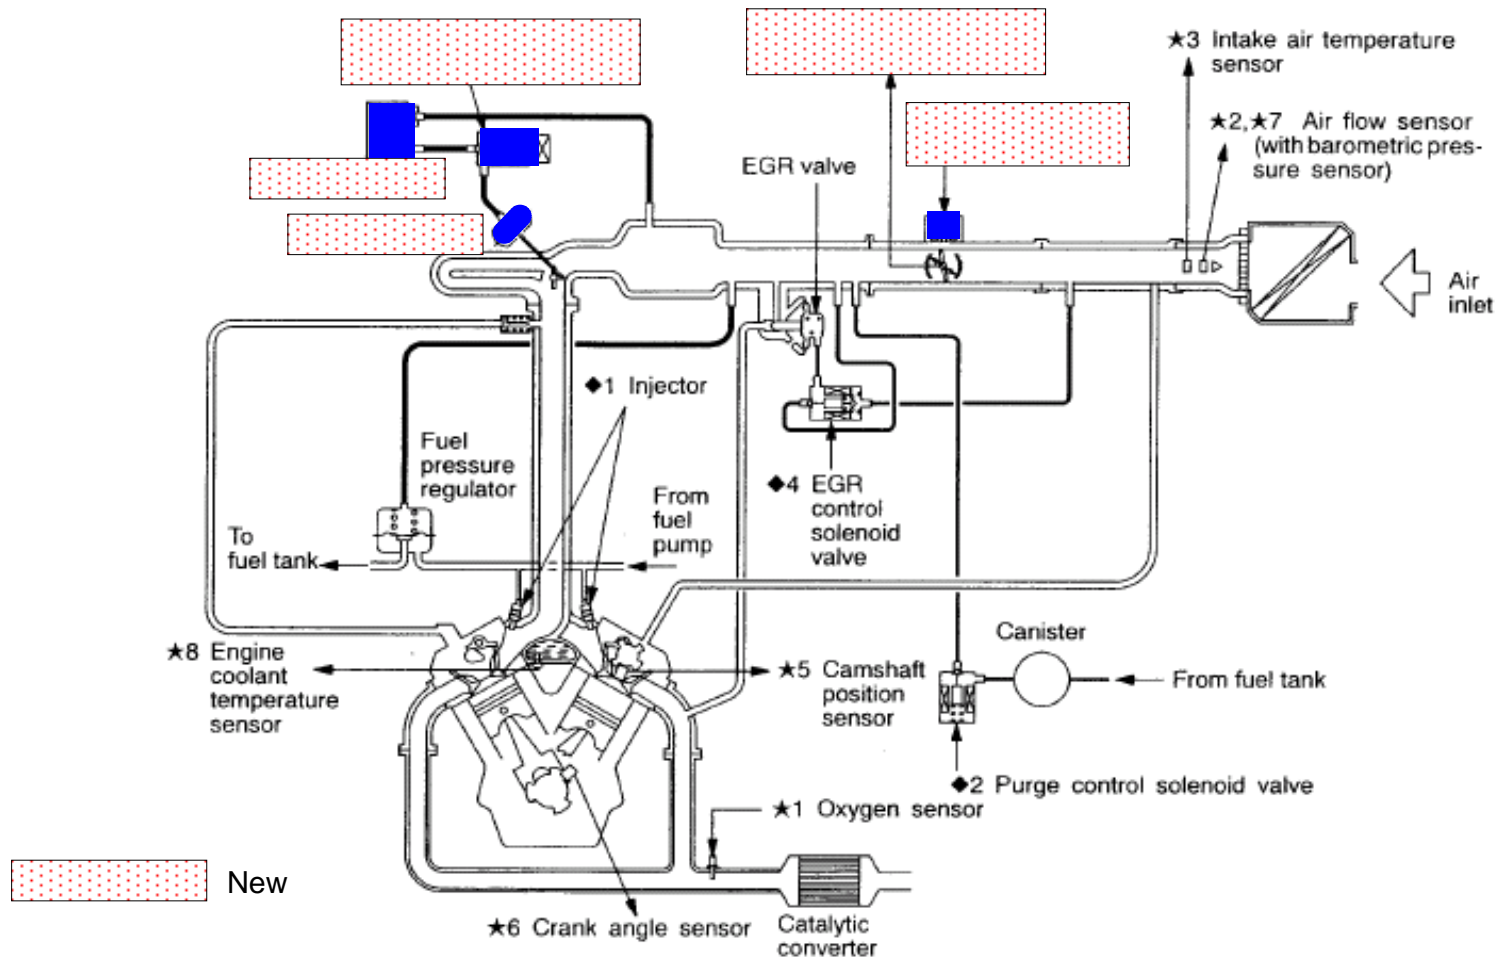 ★3 Intake air temperature
sensor
★2,★7 Air flow sensor
(with barometric pres-
sure sensor)
EGR valve
Air
inlet
◆1 Injector
Fuel
pressure
regulator
From
fuel
pump
◆4 EGR
control
solenoid
valve
To
fuel tank
Canister
★8 Engine
coolant
temperature
sensor
★5 Camshaft
position
sensor
From fuel tank
◆2 Purge control solenoid valve
★1 Oxygen sensor
New
★6 Crank angle sensor
Catalytic
converter